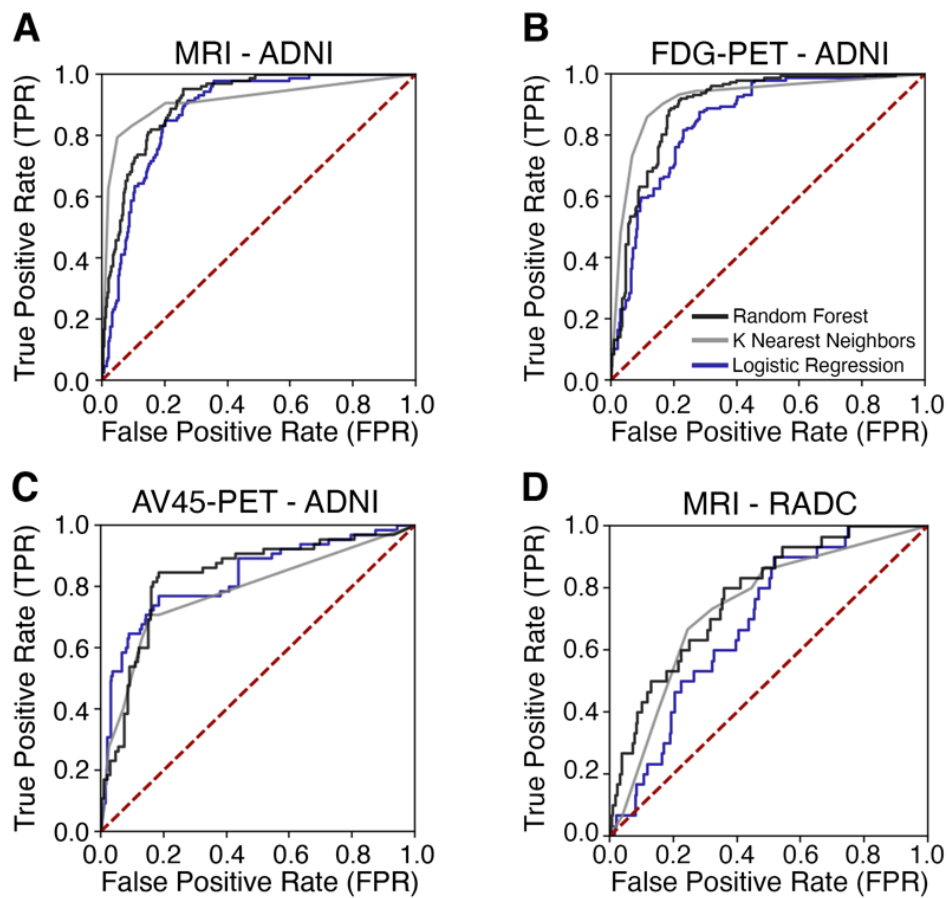 A
MRI - ADNI
True Positive Rate (TPR)
1.0
0.8
0.6
0.4
0.2
0.0
0.0 0.2 0.4 0.6 0.8 1.0
False Positive Rate (FPR)
B
FDG-PET - ADNI
True Positive Rate (TPR)
1.0
0.8
0.6
0.4
0.2
0.0
Random Forest
K Nearest Neighbors
Logistic Regression
0.0 0.2 0.4 0.6 0.8 1.0
False Positive Rate (FPR)
C
AV45-PET - ADNI
True Positive Rate (TPR)
1.0
0.8
0.6
0.4
0.2
0.0
0.0 0.2 0.4 0.6 0.8 1.0
False Positive Rate (FPR)
D
MRI - RADC
True Positive Rate (TPR)
1.0
0.8
0.6
0.4
0.2
0.0
0.0 0.2 0.4 0.6 0.8 1.0
False Positive Rate (FPR)